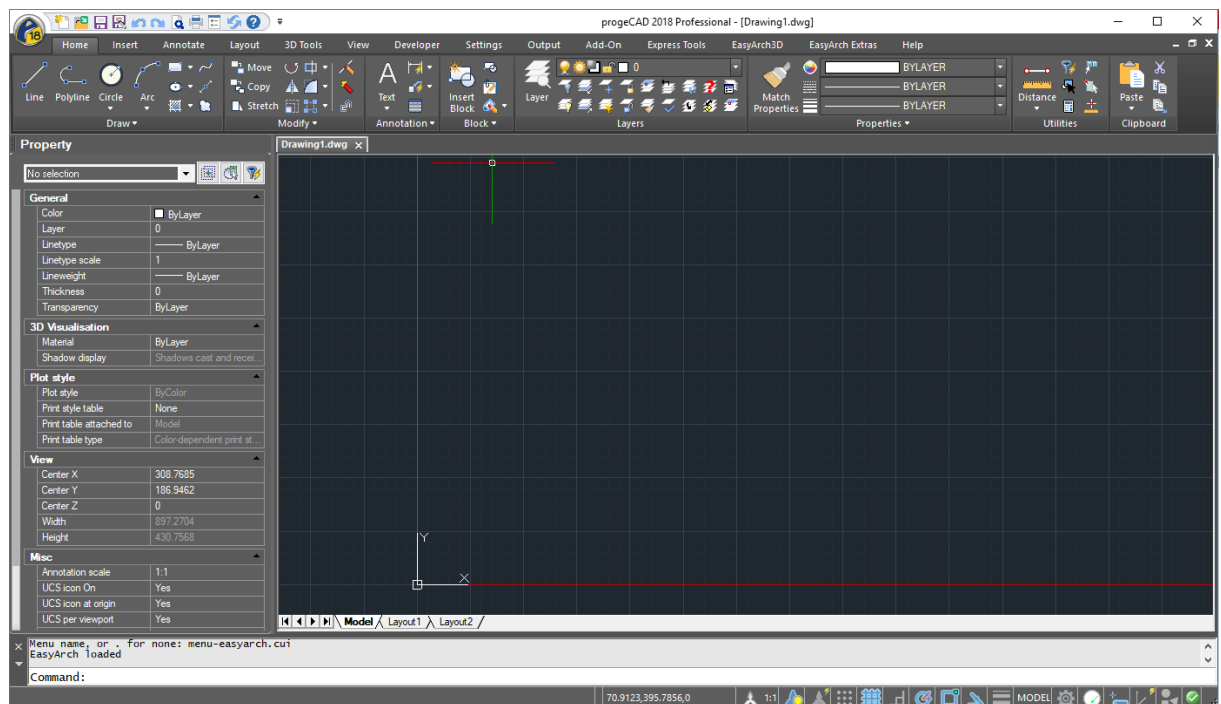 progeCAD 2018 Professional - [Drawing1.dwg]
18
Home Insert Annotate Layout 3D Tools View Developer Settings Output Add-On Express Tools EasyArch3D EasyArch Extras Help
Line Polyline Circle Arc
Move
Copy
Stretch
Text
Insert Block
Layer
0
Match Properties
BYLAYER
BYLAYER
BYLAYER
Distance
Paste
Draw Modify Annotation Block Layers Properties Utilities Clipboard
Property
Drawing1.dwg x
No selection
General
Color ByLayer
Layer 0
Linetype ByLayer
Linetype scale 1
Lineweight ByLayer
Thickness 0
Transparency ByLayer
3D Visualisation
Material ByLayer
Shadow display Shadows cast and recei...
Plot style
Plot style ByColor
Print style table None
Print table attached to Model
Print table type Color-dependent print st...
View
Center X 308.7685
Center Y 186.9462
Center Z 0
Width 897.2704
Height 430.7568
Misc
Annotation scale 1:1
UCS icon On Yes
UCS icon at origin Yes
UCS per viewport Yes
Y
X
Model Layout1 Layout2
Menu name, or . for none: menu-easyarch.cui
EasyArch loaded
Command:
70.9123,395.7856,0 1:1 MODEL